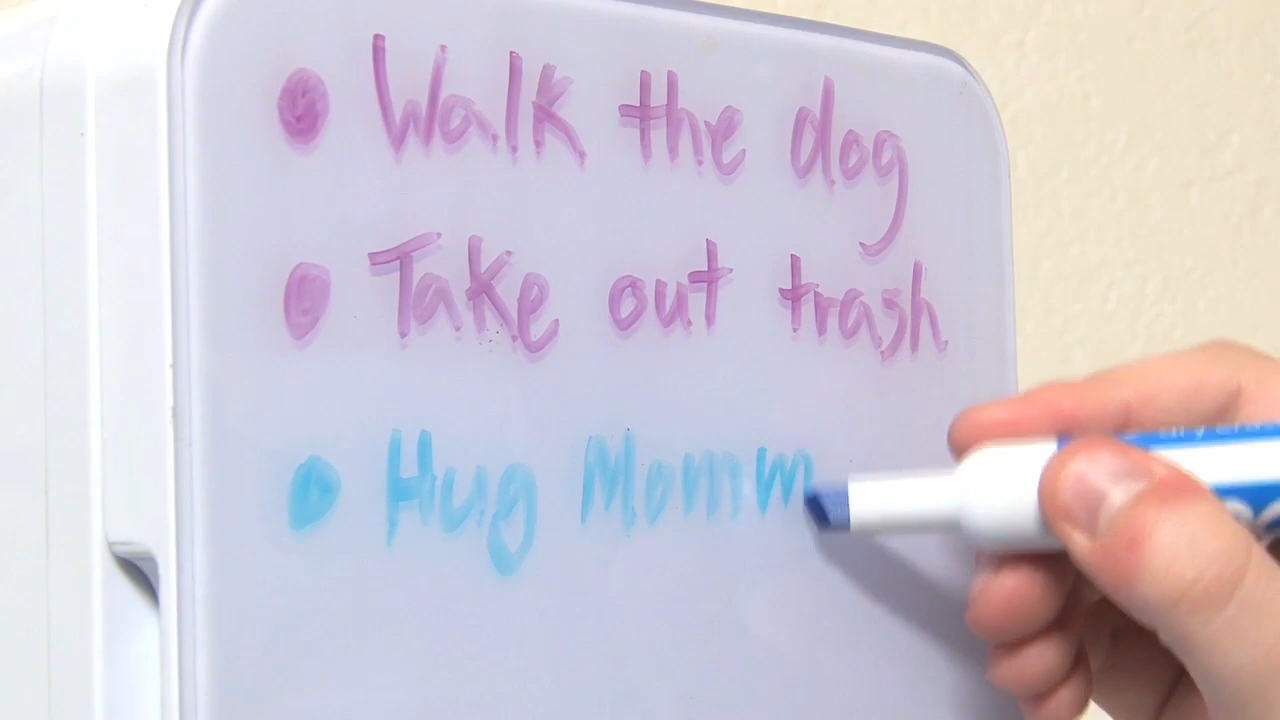 • Walk the dog
• Take out trash
• Hug Momm